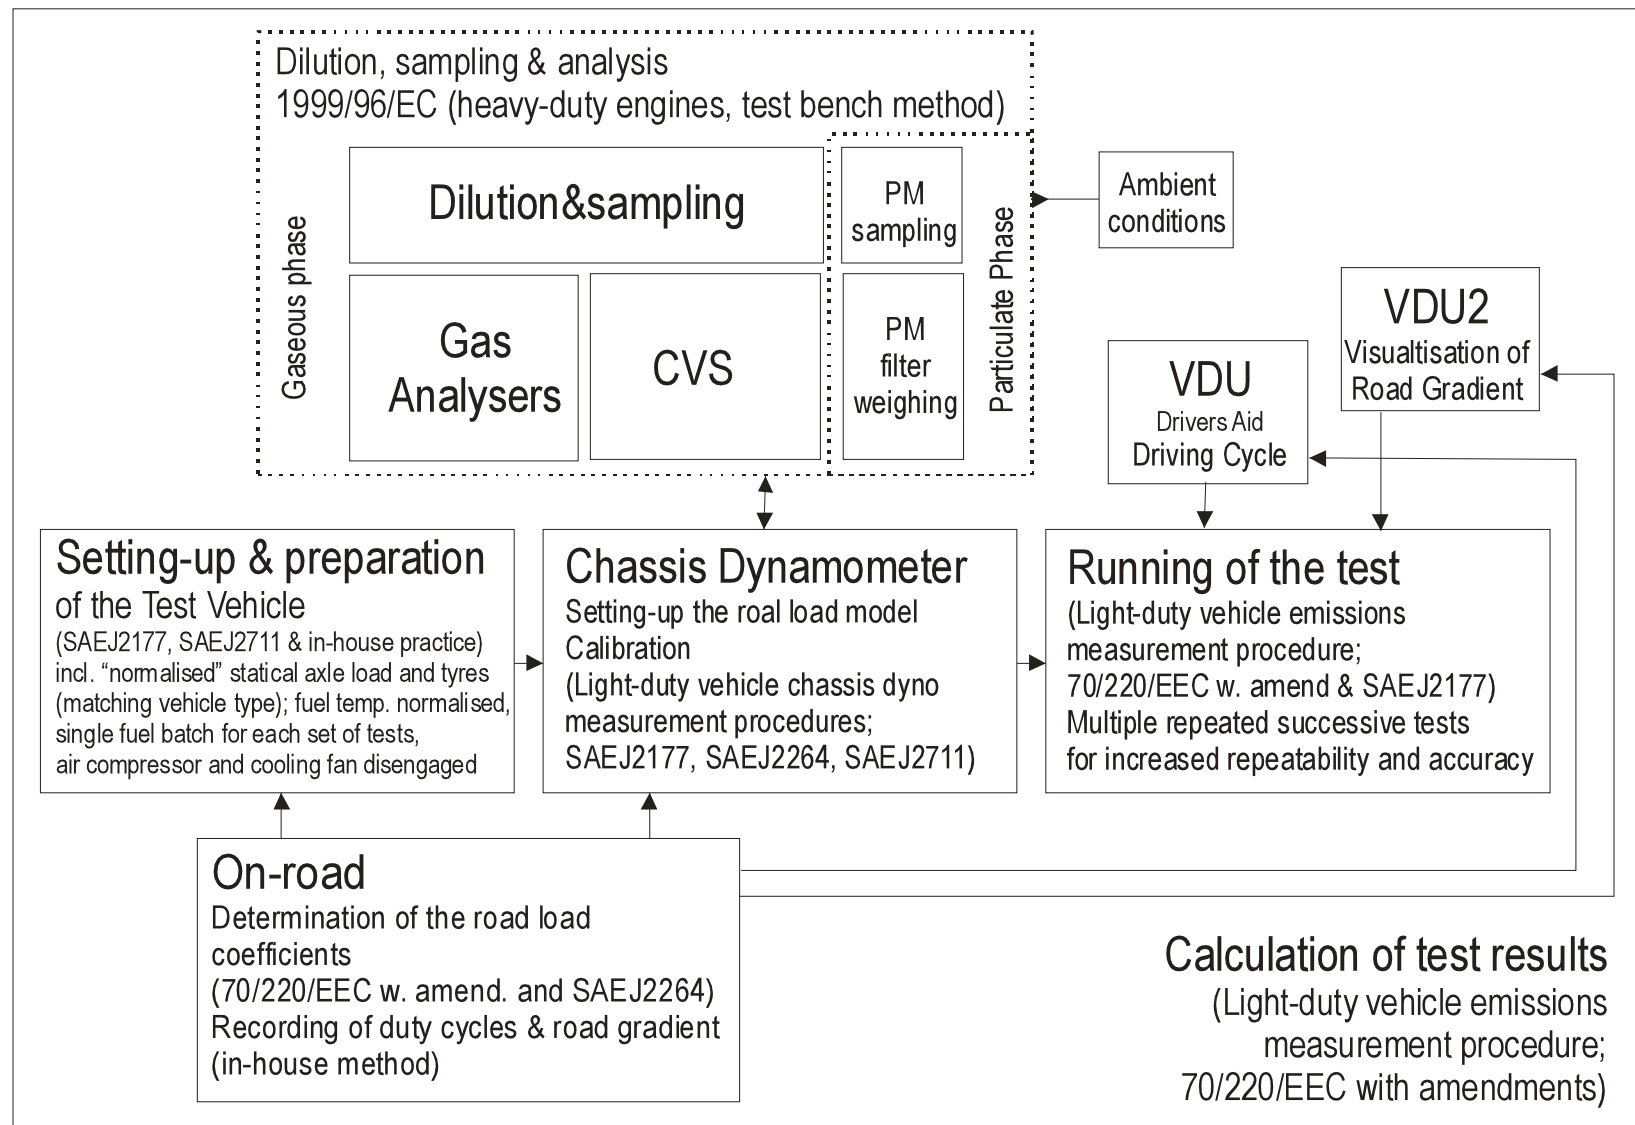 Dilution, sampling & analysis
1999/96/EC (heavy-duty engines, test bench method)
Gaseous phase
Dilution&sampling
PM
sampling
Gas
Analysers
CVS
PM
filter
weighing
Particulate Phase
Ambient
conditions
VDU
Drivers Aid
Driving Cycle
VDU2
Visualtisation of
Road Gradient
Setting-up & preparation
of the Test Vehicle
(SAEJ2177, SAEJ2711 & in-house practice)
incl. “normalised” statical axle load and tyres
(matching vehicle type); fuel temp. normalised,
single fuel batch for each set of tests,
air compressor and cooling fan disengaged
Chassis Dynamometer
Setting-up the roal load model
Calibration
(Light-duty vehicle chassis dyno
measurement procedures;
SAEJ2177, SAEJ2264, SAEJ2711)
Running of the test
(Light-duty vehicle emissions
measurement procedure;
70/220/EEC w. amend & SAEJ2177)
Multiple repeated successive tests
for increased repeatability and accuracy
On-road
Determination of the road load
coefficients
(70/220/EEC w. amend. and SAEJ2264)
Recording of duty cycles & road gradient
(in-house method)
Calculation of test results
(Light-duty vehicle emissions
measurement procedure;
70/220/EEC with amendments)